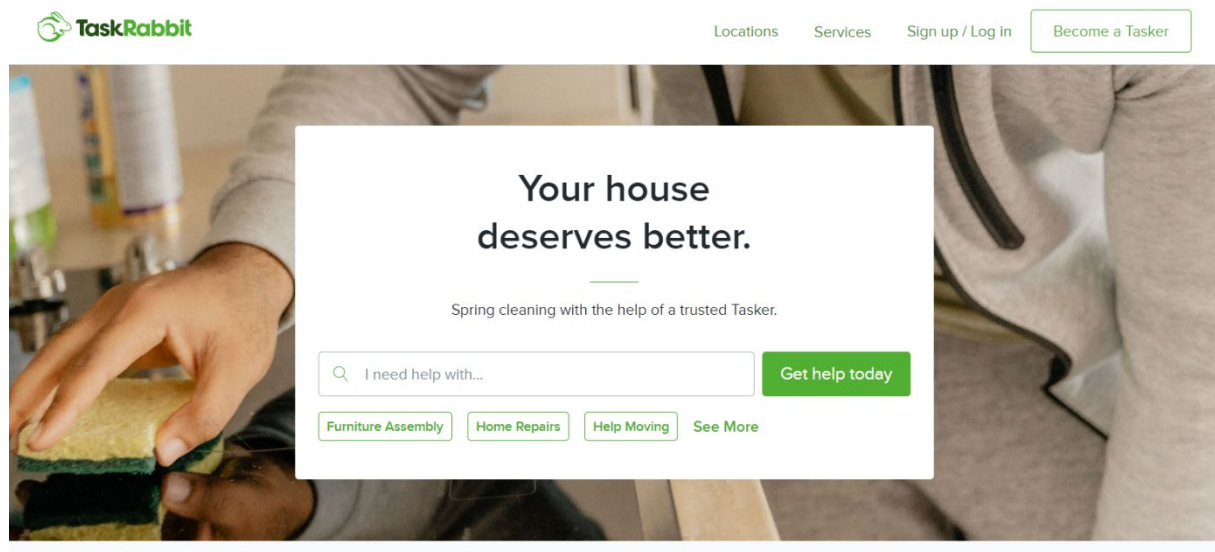 TaskRabbit
Locations Services Sign up / Log in Become a Tasker
Your house
deserves better.
Spring cleaning with the help of a trusted Tasker.
I need help with... Get help today
Furniture Assembly Home Repairs Help Moving See More